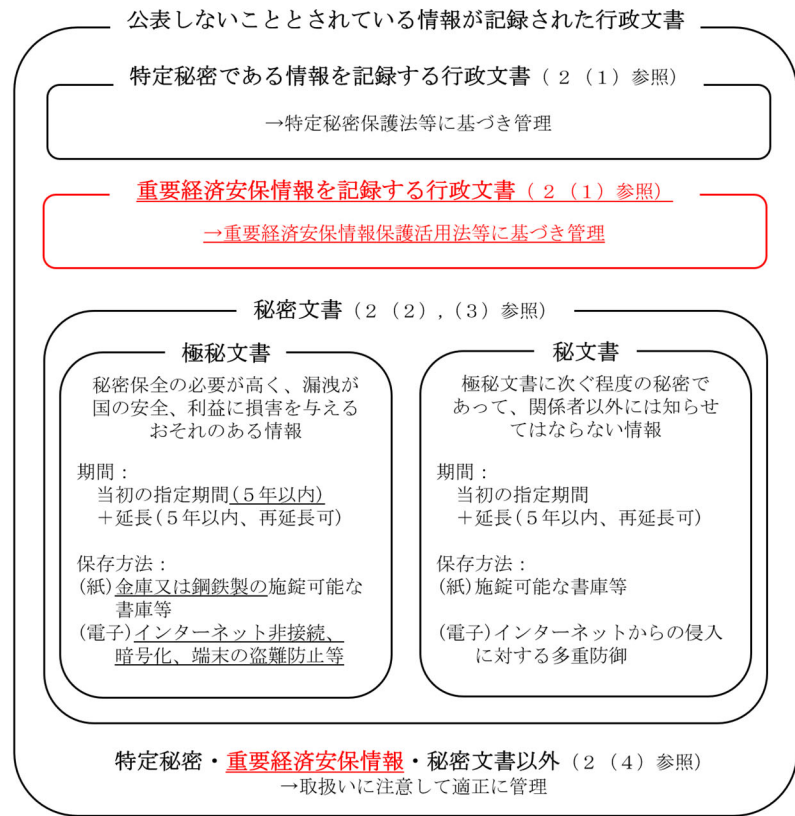 公表しないこととされている情報が記録された行政文書
特定秘密である情報を記録する行政文書(2(1)参照)
→特定秘密保護法等に基づき管理
重要経済安保情報を記録する行政文書(2(1)参照)
→重要経済安保情報保護活用法等に基づき管理
秘密文書(2(2),(3)参照)
極秘文書
秘密保全の必要が高く、漏洩が
国の安全、利益に損害を与える
おそれのある情報
期間:
当初の指定期間(5年以内)
+延長(5年以内、再延長可)
保存方法:
(紙)金庫又は鋼鉄製の施錠可能な
書庫等
(電子)インターネット非接続、
暗号化、端末の盗難防止等
秘文書
極秘文書に次ぐ程度の秘密で
あって、関係者以外には知らせ
てはならない情報
期間:
当初の指定期間
+延長(5年以内、再延長可)
保存方法:
(紙)施錠可能な書庫等
(電子)インターネットからの侵入
に対する多重防御
特定秘密・重要経済安保情報・秘密文書以外(2(4)参照)
→取扱いに注意して適正に管理